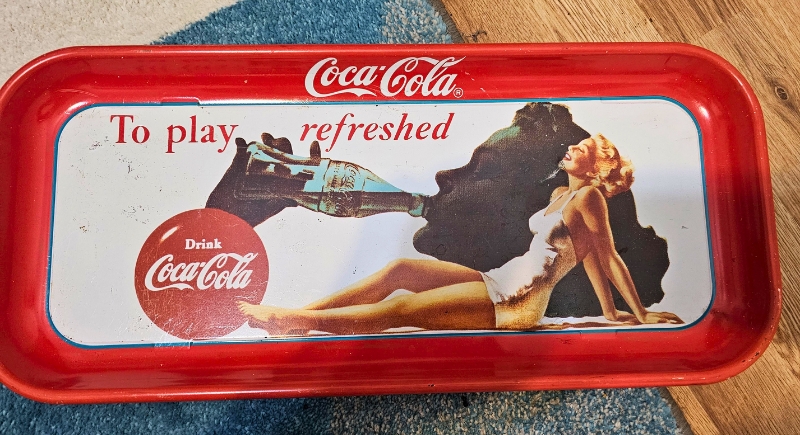 Coca-Cola®
To play refreshed
Drink
Coca-Cola